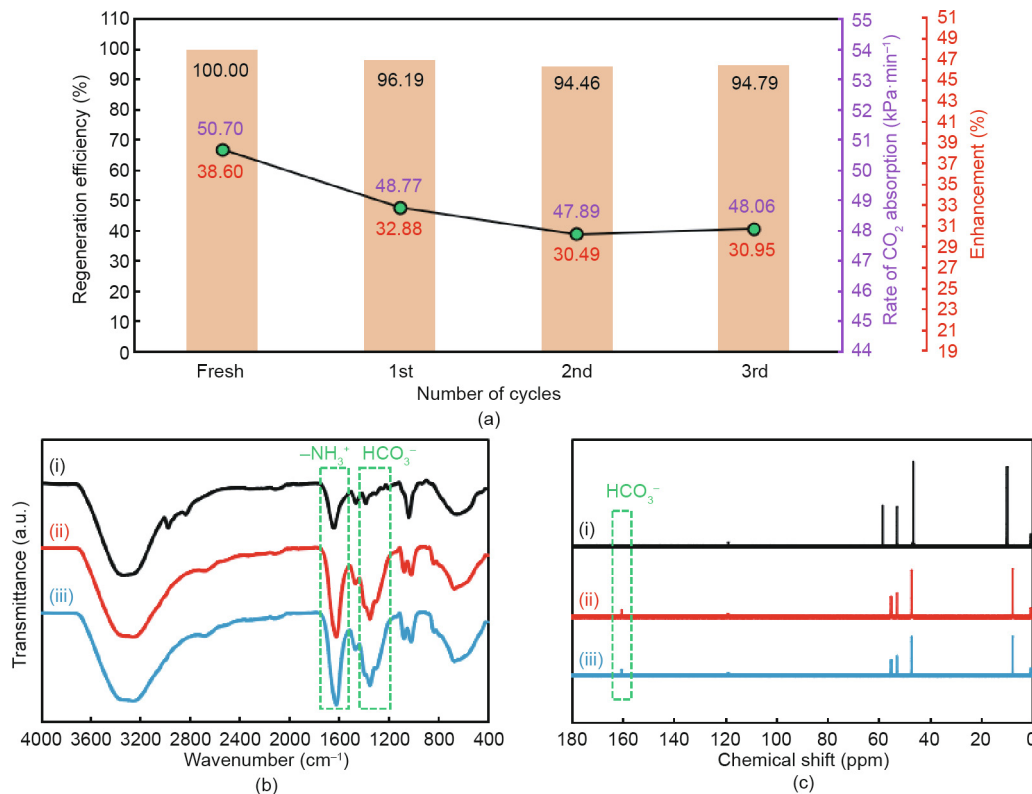 110
100
90
80
70
60
50
40
30
20
10
0
Regeneration efficiency (%)
100.00
96.19
94.46
94.79
50.70
38.60
48.77
32.88
47.89
30.49
48.06
30.95
55
54
53
52
51
50
49
48
47
46
45
44
Rate of CO₂ absorption (kPa·min⁻¹)
51
49
47
45
43
41
39
37
35
33
31
29
27
25
23
21
19
Enhancement (%)
Fresh 1st 2nd 3rd
Number of cycles
(a)
–NH₃⁺ HCO₃⁻
(i)
(ii)
(iii)
Transmittance (a.u.)
4000 3600 3200 2800 2400 2000 1600 1200 800 400
Wavenumber (cm⁻¹)
(b)
HCO₃⁻
(i)
(ii)
(iii)
180 160 140 120 100 80 60 40 20 0
Chemical shift (ppm)
(c)